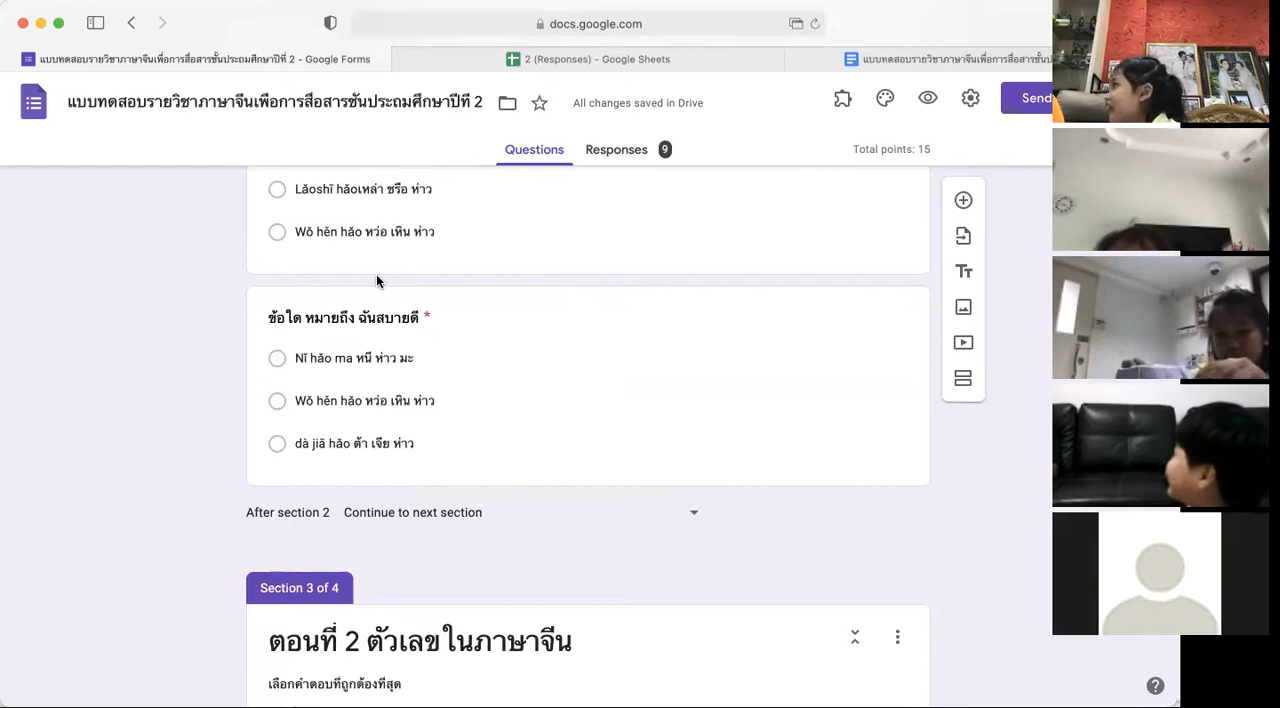 docs.google.com
แบบทดสอบรายวิชาภาษาจีนเพื่อการสื่อสารชั้นประถมศึกษาปีที่ 2 - Google Forms
2 (Responses) - Google Sheets
แบบทดสอบรายวิชาภาษาจีนเพื่อการสื่อสารชั้น
แบบทดสอบรายวิชาภาษาจีนเพื่อการสื่อสารชั้นประถมศึกษาปีที่ 2
All changes saved in Drive
Send
Questions
Responses 9
Total points: 15
Lǎoshī hǎoเหล่า ซรือ ห่าว
Wǒ hěn hǎo หว่อ เหิน ห่าว
ข้อใด หมายถึง ฉันสบายดี *
Nǐ hǎo ma หนี ห่าว มะ
Wǒ hěn hǎo หว่อ เหิน ห่าว
dà jiā hǎo ต้า เจีย ห่าว
After section 2 Continue to next section
Section 3 of 4
ตอนที่ 2 ตัวเลขในภาษาจีน
เลือกคำตอบที่ถูกต้องที่สุด